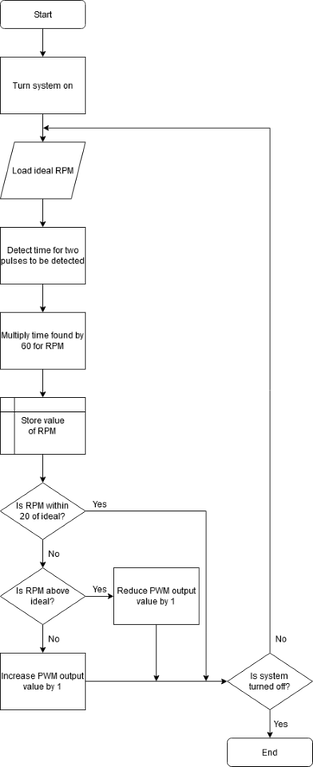 Start
Turn system on
Load ideal RPM
Detect time for two
pulses to be detected
Multiply time found by
60 for RPM
Store value
of RPM
Is RPM within
20 of ideal?
Yes
No
Is RPM above
ideal?
Yes
Reduce PWM output
value by 1
No
Increase PWM output
value by 1
Is system
turned off?
No
Yes
End